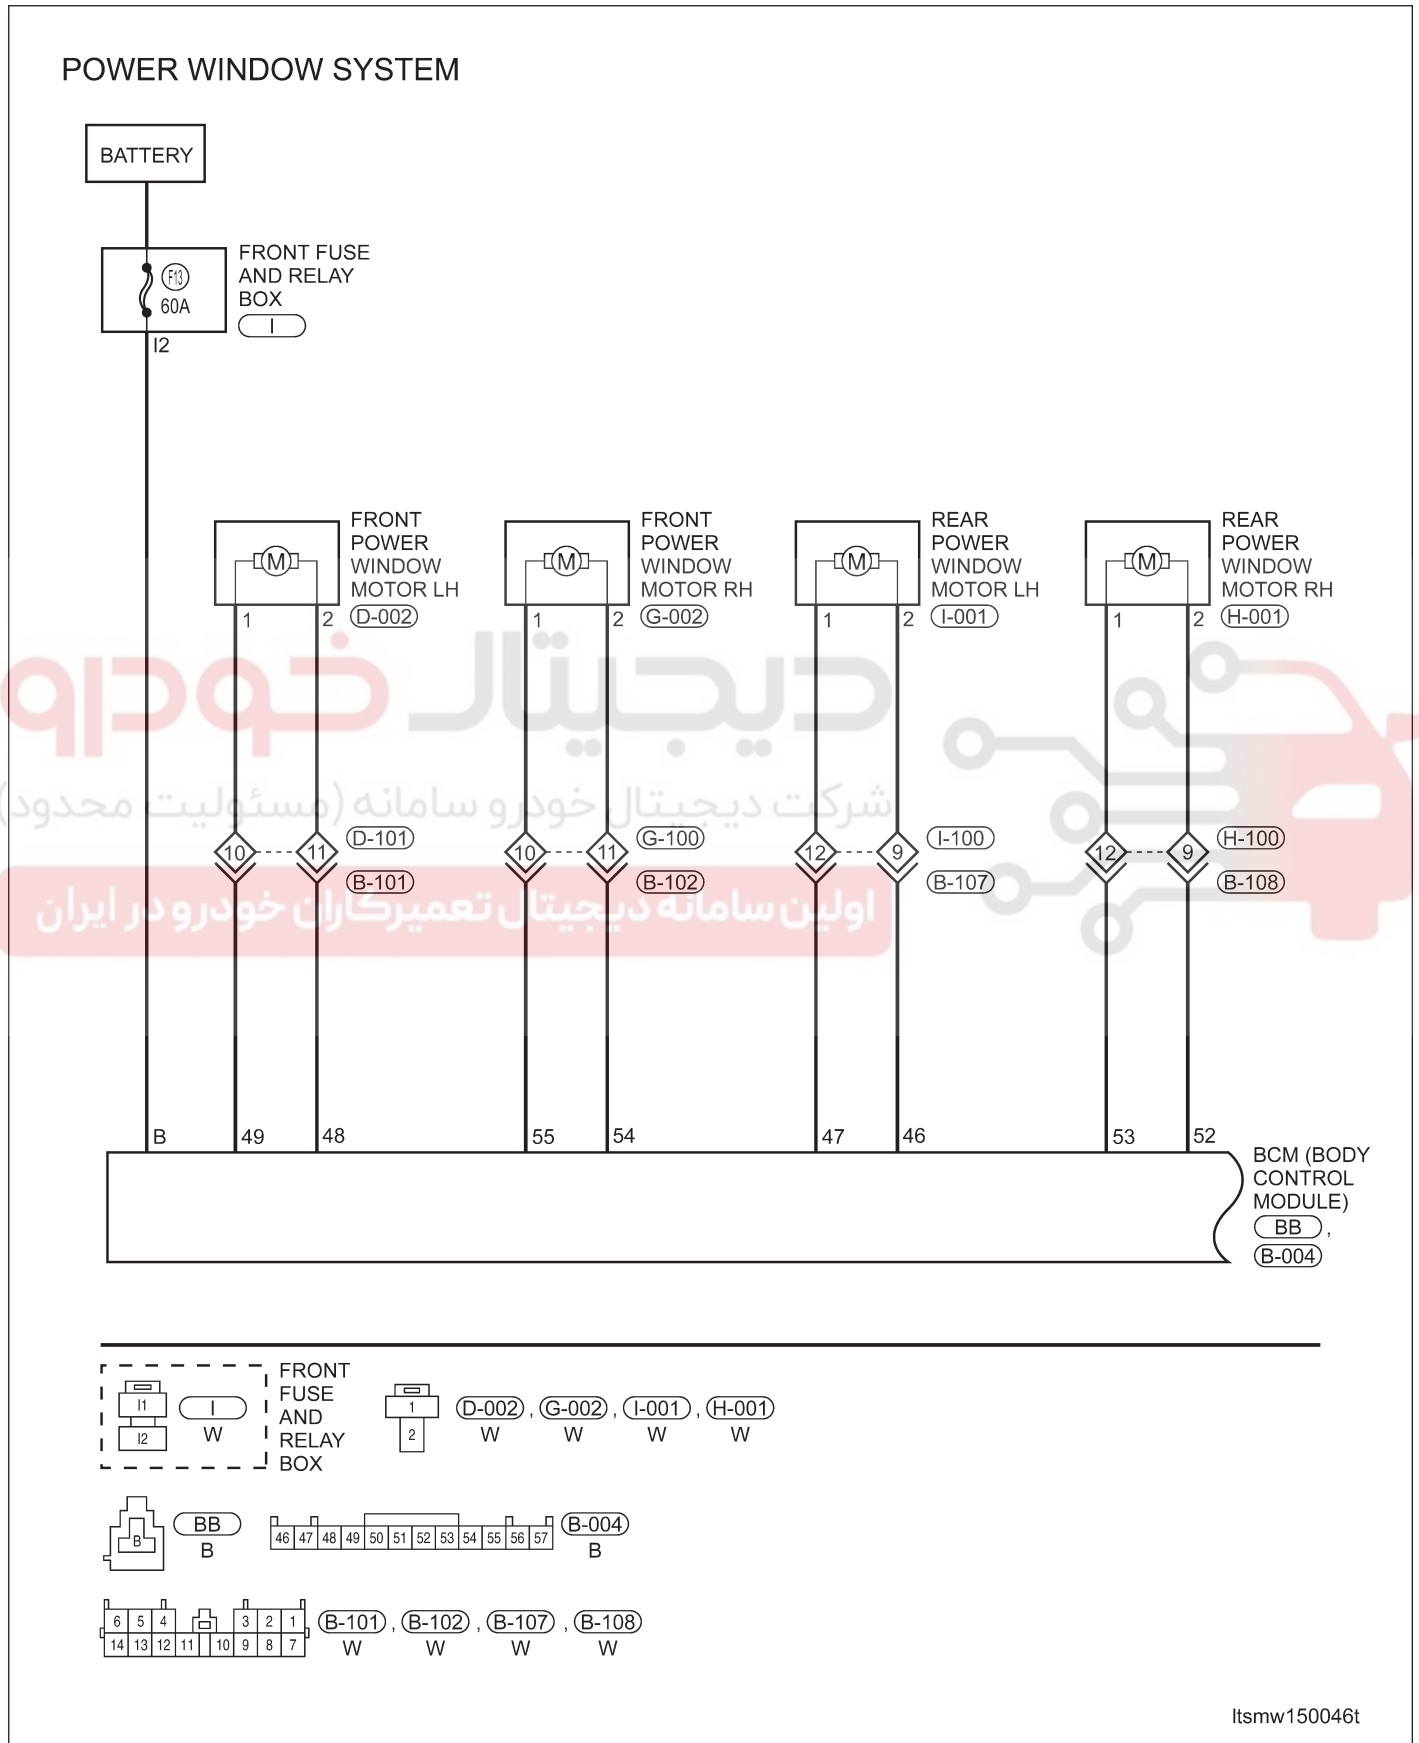 POWER WINDOW SYSTEM
BATTERY
F13
60A
FRONT FUSE
AND RELAY
BOX
I
I2
M
FRONT
POWER
WINDOW
MOTOR LH
D-002
1
2
M
FRONT
POWER
WINDOW
MOTOR RH
G-002
1
2
M
REAR
POWER
WINDOW
MOTOR LH
I-001
1
2
M
REAR
POWER
WINDOW
MOTOR RH
H-001
1
2
دیجیتال خودرو
شرکت دیجیتال خودرو سامانه (مسئولیت محدود)
10 11 D-101
B-101
10 11 G-100
B-102
12 9 I-100
B-107
12 9 H-100
B-108
اولین سامانه دیجیتال تعمیرکاران خودرو در ایران
B 49 48 55 54 47 46 53 52
BCM (BODY
CONTROL
MODULE)
BB ,
B-004
I1
I2
I
W
FRONT
FUSE
AND
RELAY
BOX
1
2
D-002 , G-002 , I-001 , H-001
W W W W
B
BB
B
46 47 48 49 50 51 52 53 54 55 56 57
B-004
B
6 5 4 3 2 1
14 13 12 11 10 9 8 7
B-101 , B-102 , B-107 , B-108
W W W W
ltsmw150046t